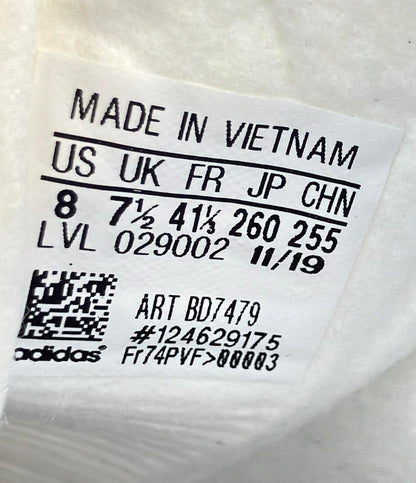 MADE IN VIETNAM
US UK FR JP CHN
8 7½ 41⅓ 260 255
LVL 029002 11/19
ART BD7479
#124629175
adidas® Fr74PVF>00003